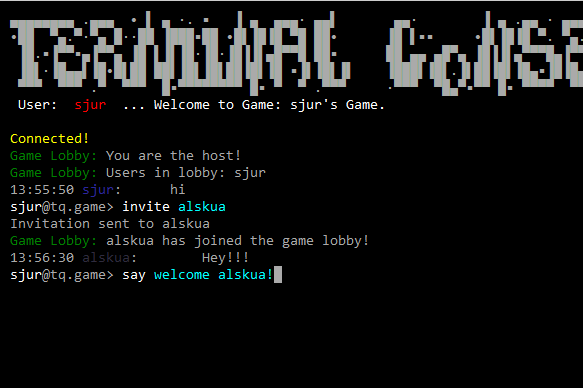 User: sjur ... Welcome to Game: sjur's Game.
Connected!
Game Lobby: You are the host!
Game Lobby: Users in lobby: sjur
13:55:50 sjur: hi
sjur@tq.game> invite alskua
Invitation sent to alskua
Game Lobby: alskua has joined the game lobby!
13:56:30 alskua: Hey!!!
sjur@tq.game> say welcome alskua!